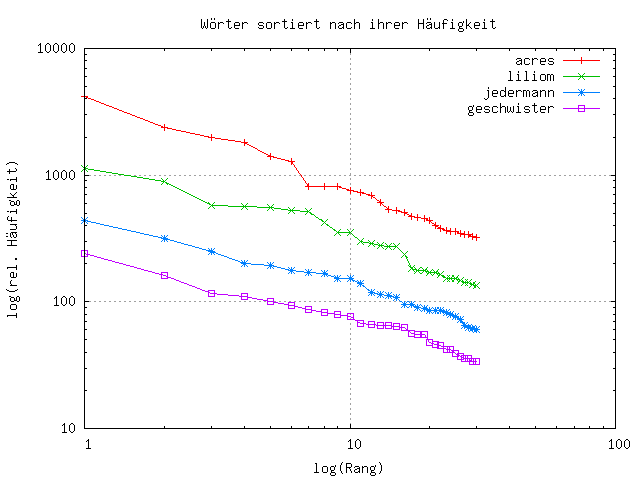 Wörter sortiert nach ihrer Häufigkeit
10000
1000
100
10
log(rel. Häufigkeit)
acres
liliom
jedermann
geschwister
1 10 100
log(Rang)